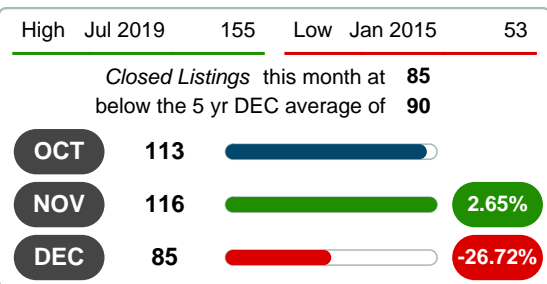 High Jul 2019 155 Low Jan 2015 53
Closed Listings this month at 85
below the 5 yr DEC average of 90
OCT 113
NOV 116 2.65%
DEC 85 -26.72%